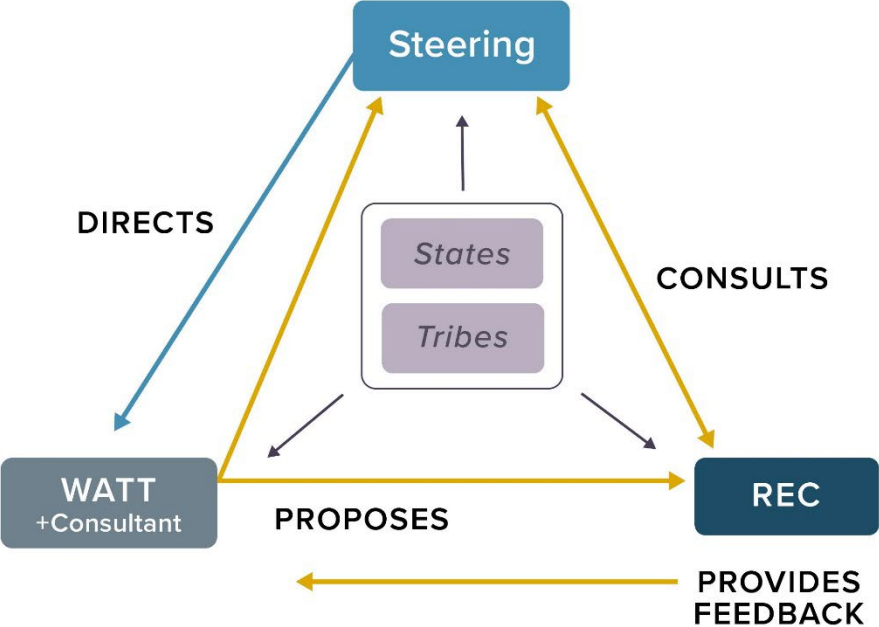 Steering
DIRECTS
States
CONSULTS
Tribes
WATT
+Consultant
REC
PROPOSES
PROVIDES
FEEDBACK